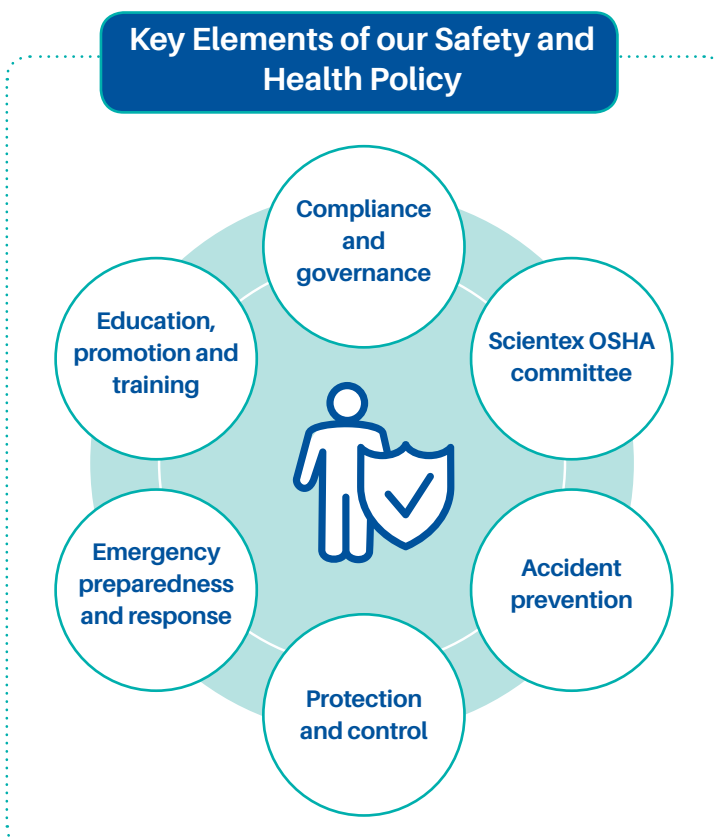 Key Elements of our Safety and
Health Policy
Compliance
and
governance
Scientex OSHA
committee
Accident
prevention
Protection
and control
Emergency
preparedness
and response
Education,
promotion and
training